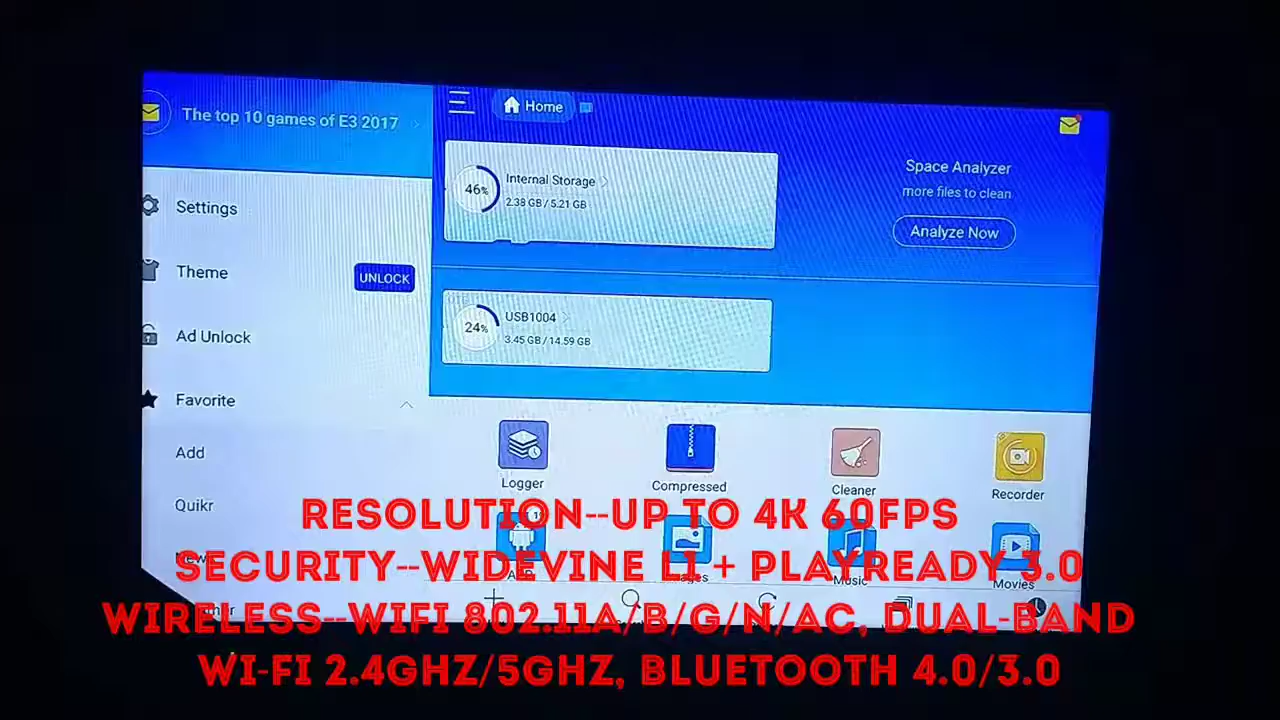 The top 10 games of E3 2017
Home
Settings
Theme
UNLOCK
Ad Unlock
Favorite
Add
Quikr
46%
Internal Storage
2.38 GB / 5.21 GB
Space Analyzer
more files to clean
Analyze Now
24%
USB1004
3.45 GB / 14.59 GB
Logger
Compressed
Cleaner
Recorder
Music
Movies
RESOLUTION--UP TO 4K 60FPS
SECURITY--WIDEVINE L1 + PLAYREADY 3.0
WIRELESS--WIFI 802.11A/B/G/N/AC, DUAL-BAND
WI-FI 2.4GHZ/5GHZ, BLUETOOTH 4.0/3.0